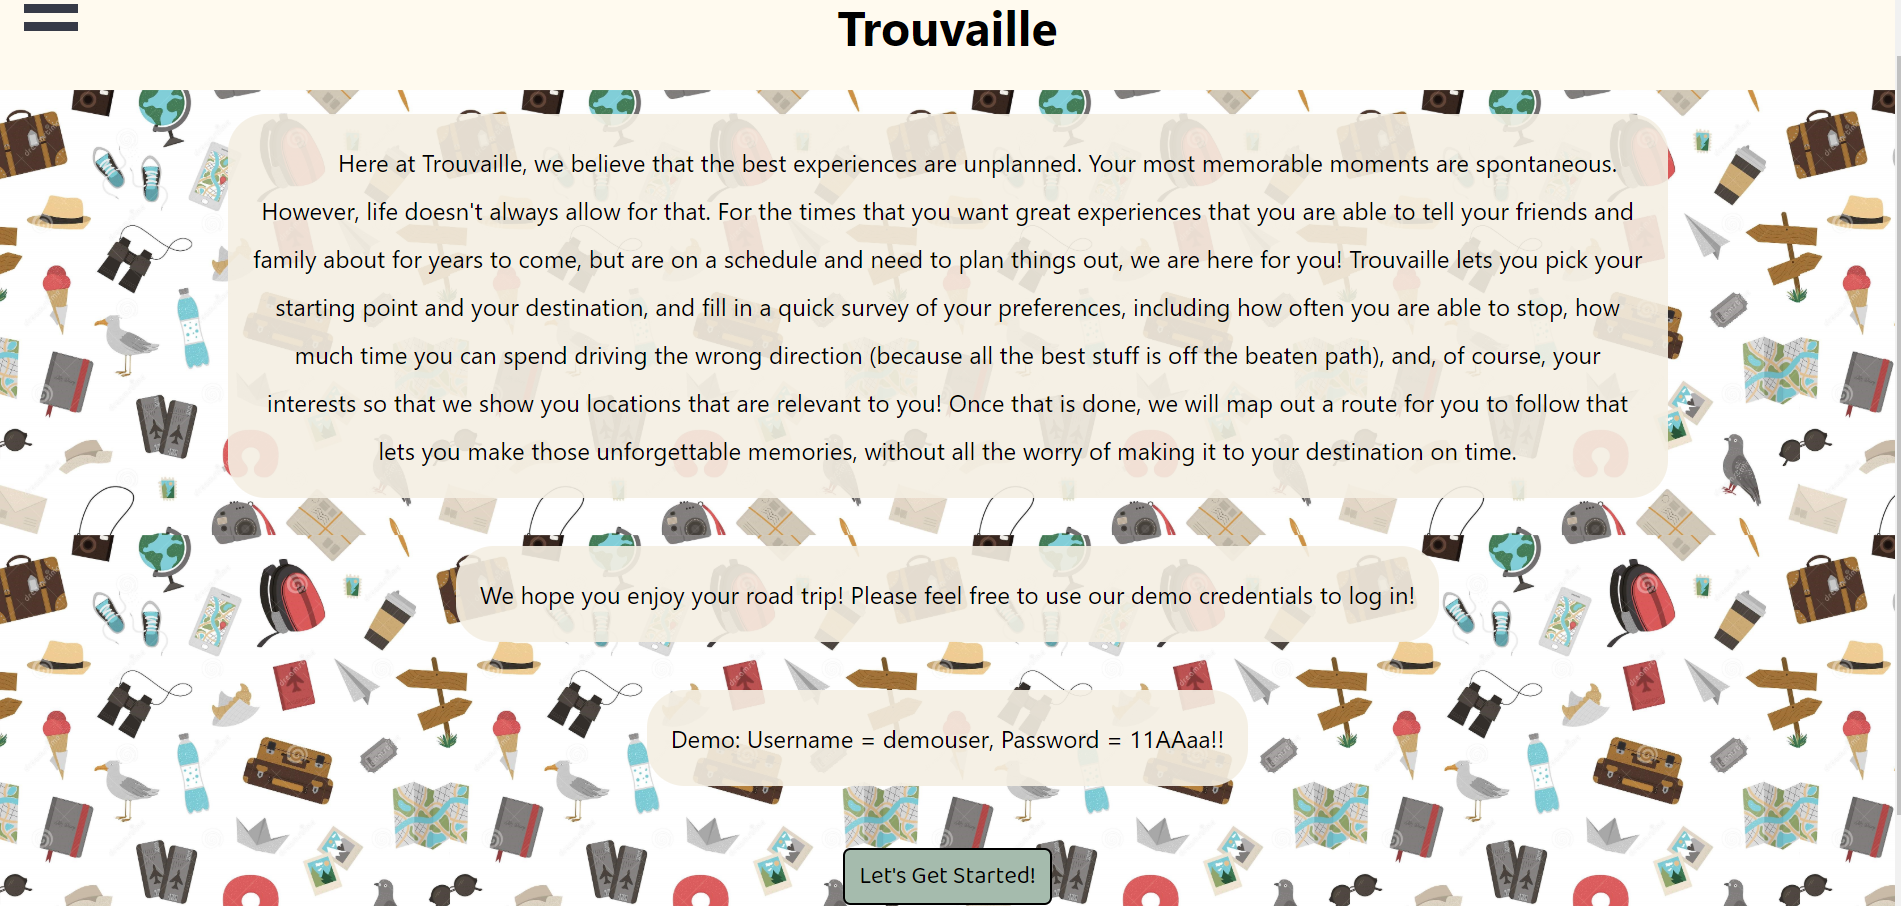 Trouvaille
Here at Trouvaille, we believe that the best experiences are unplanned. Your most memorable moments are spontaneous.
However, life doesn't always allow for that. For the times that you want great experiences that you are able to tell your friends and
family about for years to come, but are on a schedule and need to plan things out, we are here for you! Trouvaille lets you pick your
starting point and your destination, and fill in a quick survey of your preferences, including how often you are able to stop, how
much time you can spend driving the wrong direction (because all the best stuff is off the beaten path), and, of course, your
interests so that we show you locations that are relevant to you! Once that is done, we will map out a route for you to follow that
lets you make those unforgettable memories, without all the worry of making it to your destination on time.
We hope you enjoy your road trip! Please feel free to use our demo credentials to log in!
Demo: Username = demouser, Password = 11AAaa!!
Let's Get Started!